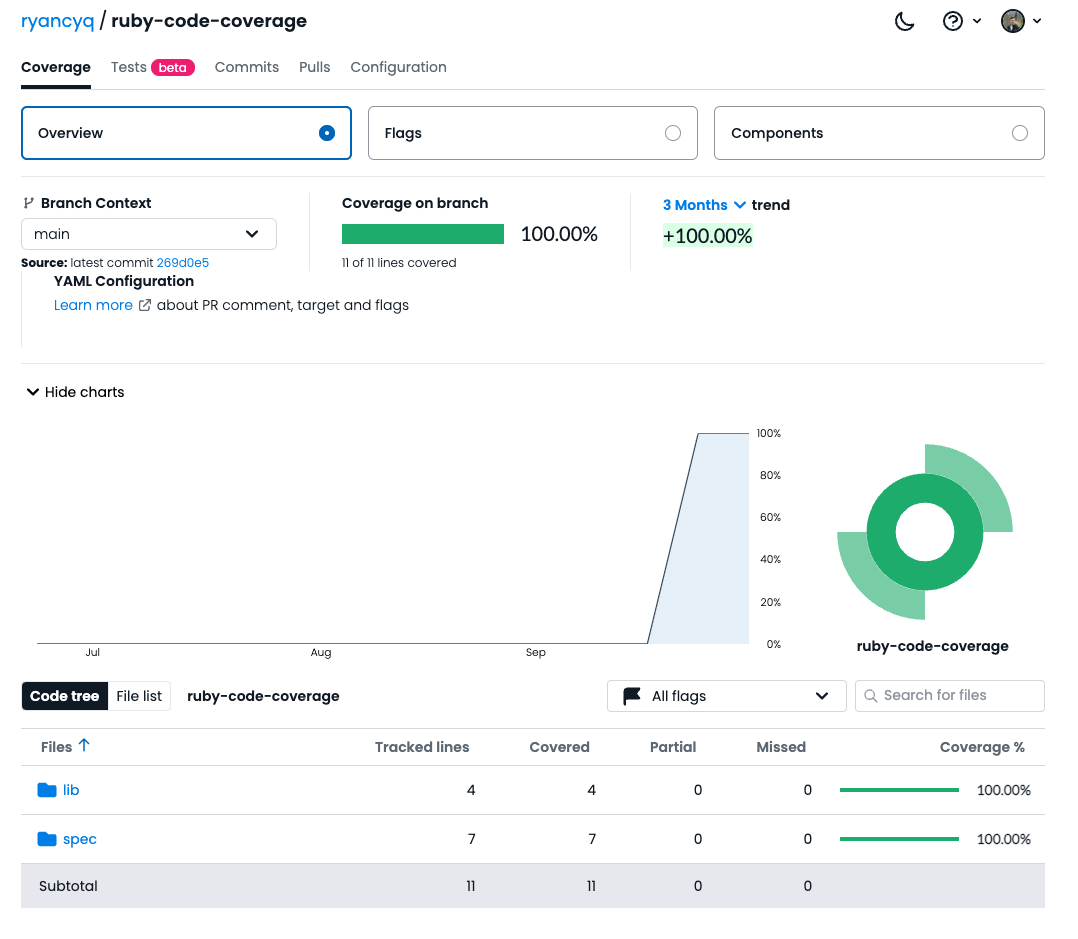 ryancyq / ruby-code-coverage
Coverage Tests beta Commits Pulls Configuration
Overview Flags Components
Branch Context
main
Source: latest commit 269d0e5
Coverage on branch
100.00%
11 of 11 lines covered
3 Months trend
+100.00%
YAML Configuration
Learn more about PR comment, target and flags
Hide charts
100%
80%
60%
40%
20%
0%
Jul Aug Sep
ruby-code-coverage
Code tree File list ruby-code-coverage All flags Search for files
Files Tracked lines Covered Partial Missed Coverage %
lib 4 4 0 0 100.00%
spec 7 7 0 0 100.00%
Subtotal 11 11 0 0